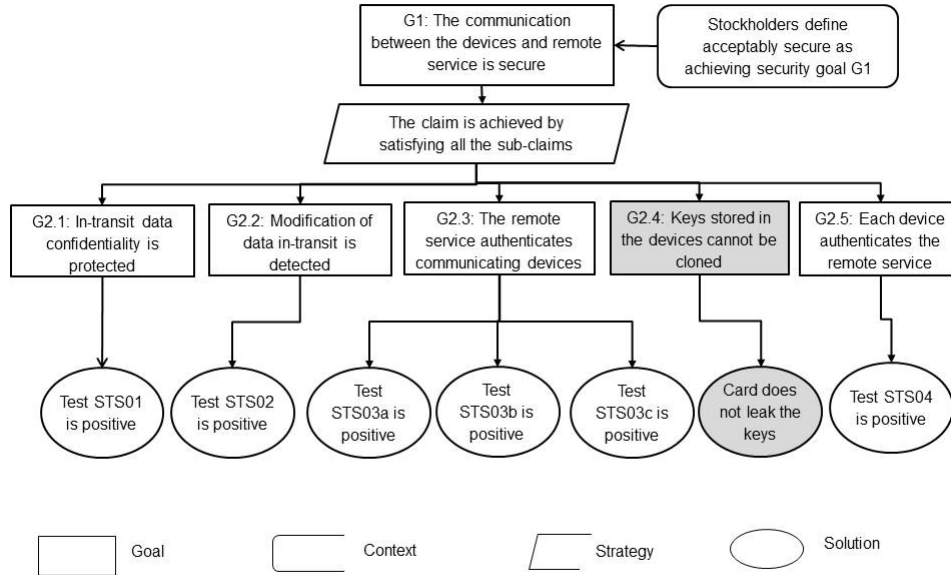 G1: The communication
between the devices and remote
service is secure
Stockholders define
acceptably secure as
achieving security goal G1
The claim is achieved by
satisfying all the sub-claims
G2.1: In-transit data
confidentiality is
protected
G2.2: Modification of
data in-transit is
detected
G2.3: The remote
service authenticates
communicating devices
G2.4: Keys stored in
the devices cannot be
cloned
G2.5: Each device
authenticates the
remote service
Test STS01
is positive
Test STS02
is positive
Test
STS03a is
positive
Test
STS03b is
positive
Test
STS03c is
positive
Card does
not leak the
keys
Test STS04
is positive
Goal
Context
Strategy
Solution